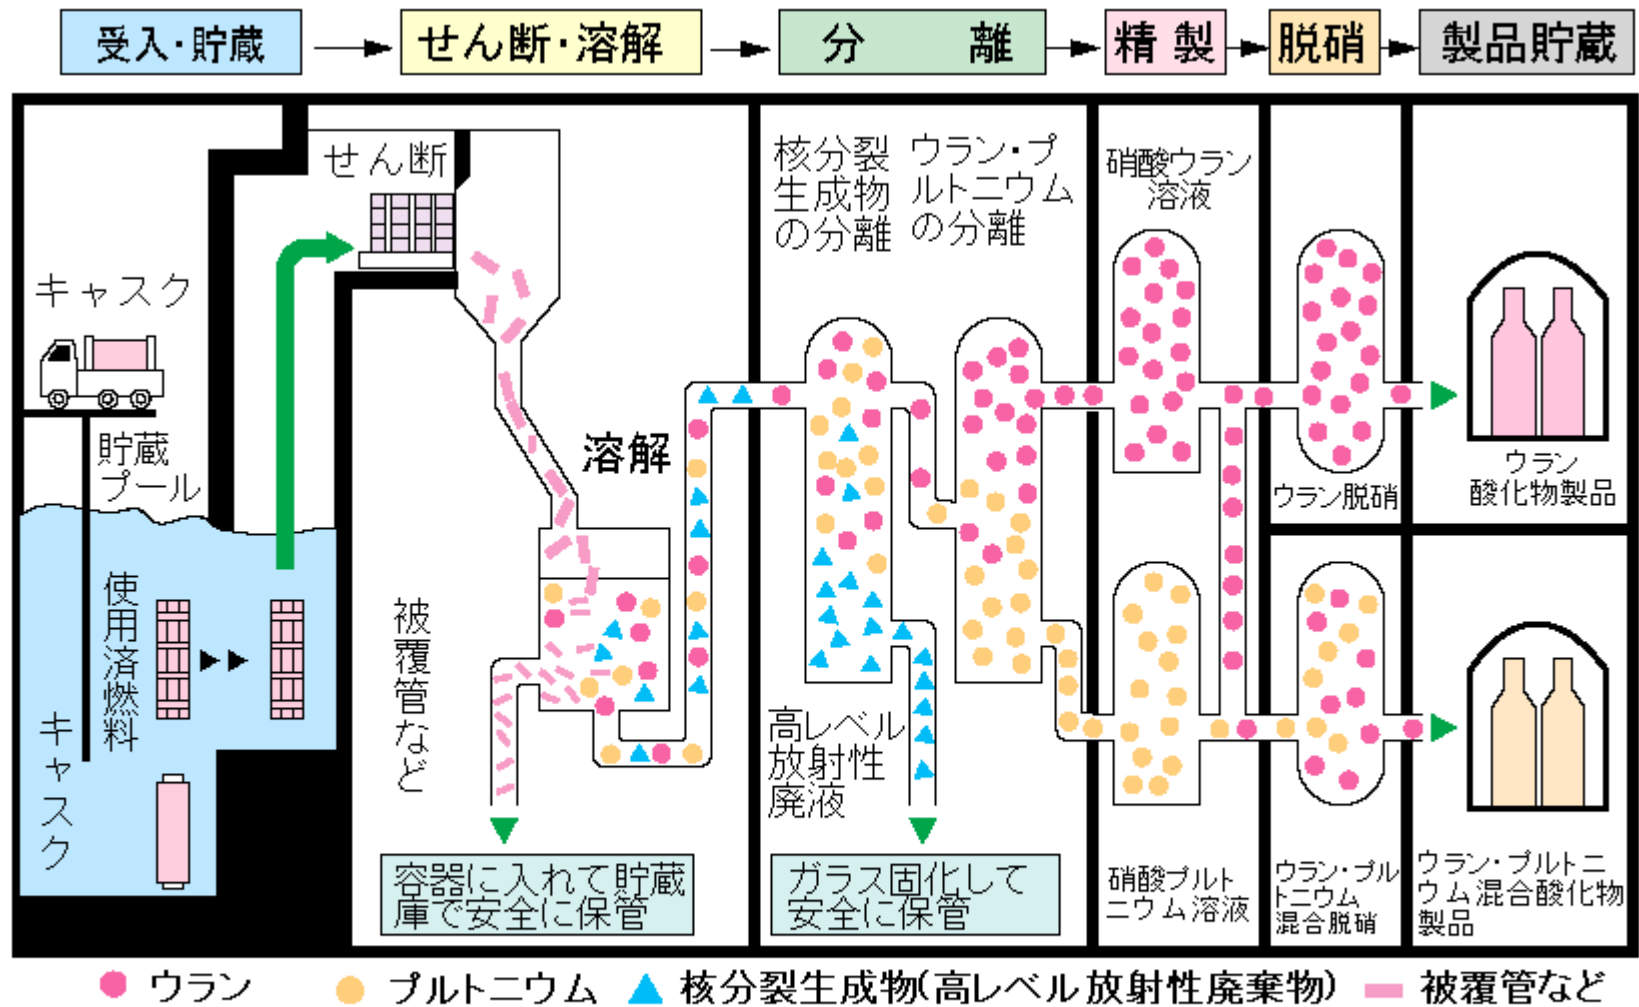 受入・貯蔵
せん断・溶解
分離
精製
脱硝
製品貯蔵
キャスク
貯蔵
プール
使用済燃料
キャスク
せん断
溶解
被覆管など
容器に入れて貯蔵
庫で安全に保管
核分裂
生成物
の分離
ウラン・プ
ルトニウム
の分離
高レベル
放射性
廃液
ガラス固化して
安全に保管
硝酸ウラン
溶液
硝酸プルト
ニウム溶液
ウラン脱硝
ウラン・プル
トニウム
混合脱硝
ウラン
酸化物製品
ウラン・プルトニ
ウム混合酸化物
製品
ウラン
プルトニウム
核分裂生成物(高レベル放射性廃棄物)
被覆管など